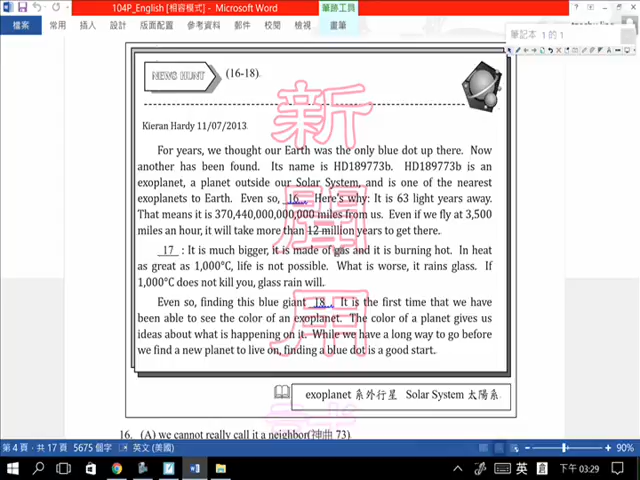 104P_English [相容模式] - Microsoft Word
筆跡工具
檔案 常用 插入 設計 版面配置 參考資料 郵件 校閱 檢視 筆畫
筆記本 1 的 1
NEWS HUNT (16-18)
Kieran Hardy 11/07/2013
For years, we thought our Earth was the only blue dot up there. Now
another has been found. Its name is HD189773b. HD189773b is an
exoplanet, a planet outside our Solar System, and is one of the nearest
exoplanets to Earth. Even so, 16 . Here's why: It is 63 light years away.
That means it is 370,440,000,000,000 miles from us. Even if we fly at 3,500
miles an hour, it will take more than 12 million years to get there.
17 : It is much bigger, it is made of gas and it is burning hot. In heat
as great as 1,000°C, life is not possible. What is worse, it rains glass. If
1,000°C does not kill you, glass rain will.
Even so, finding this blue giant 18 . It is the first time that we have
been able to see the color of an exoplanet. The color of a planet gives us
ideas about what is happening on it. While we have a long way to go before
we find a new planet to live on, finding a blue dot is a good start.
新
聞
用
exoplanet 系外行星 Solar System 太陽系
16. (A) we cannot really call it a neighbor(神曲 73)
第 4 頁，共 17 頁 5675 個字 英文 (美國) 90%
英 下午 03:29